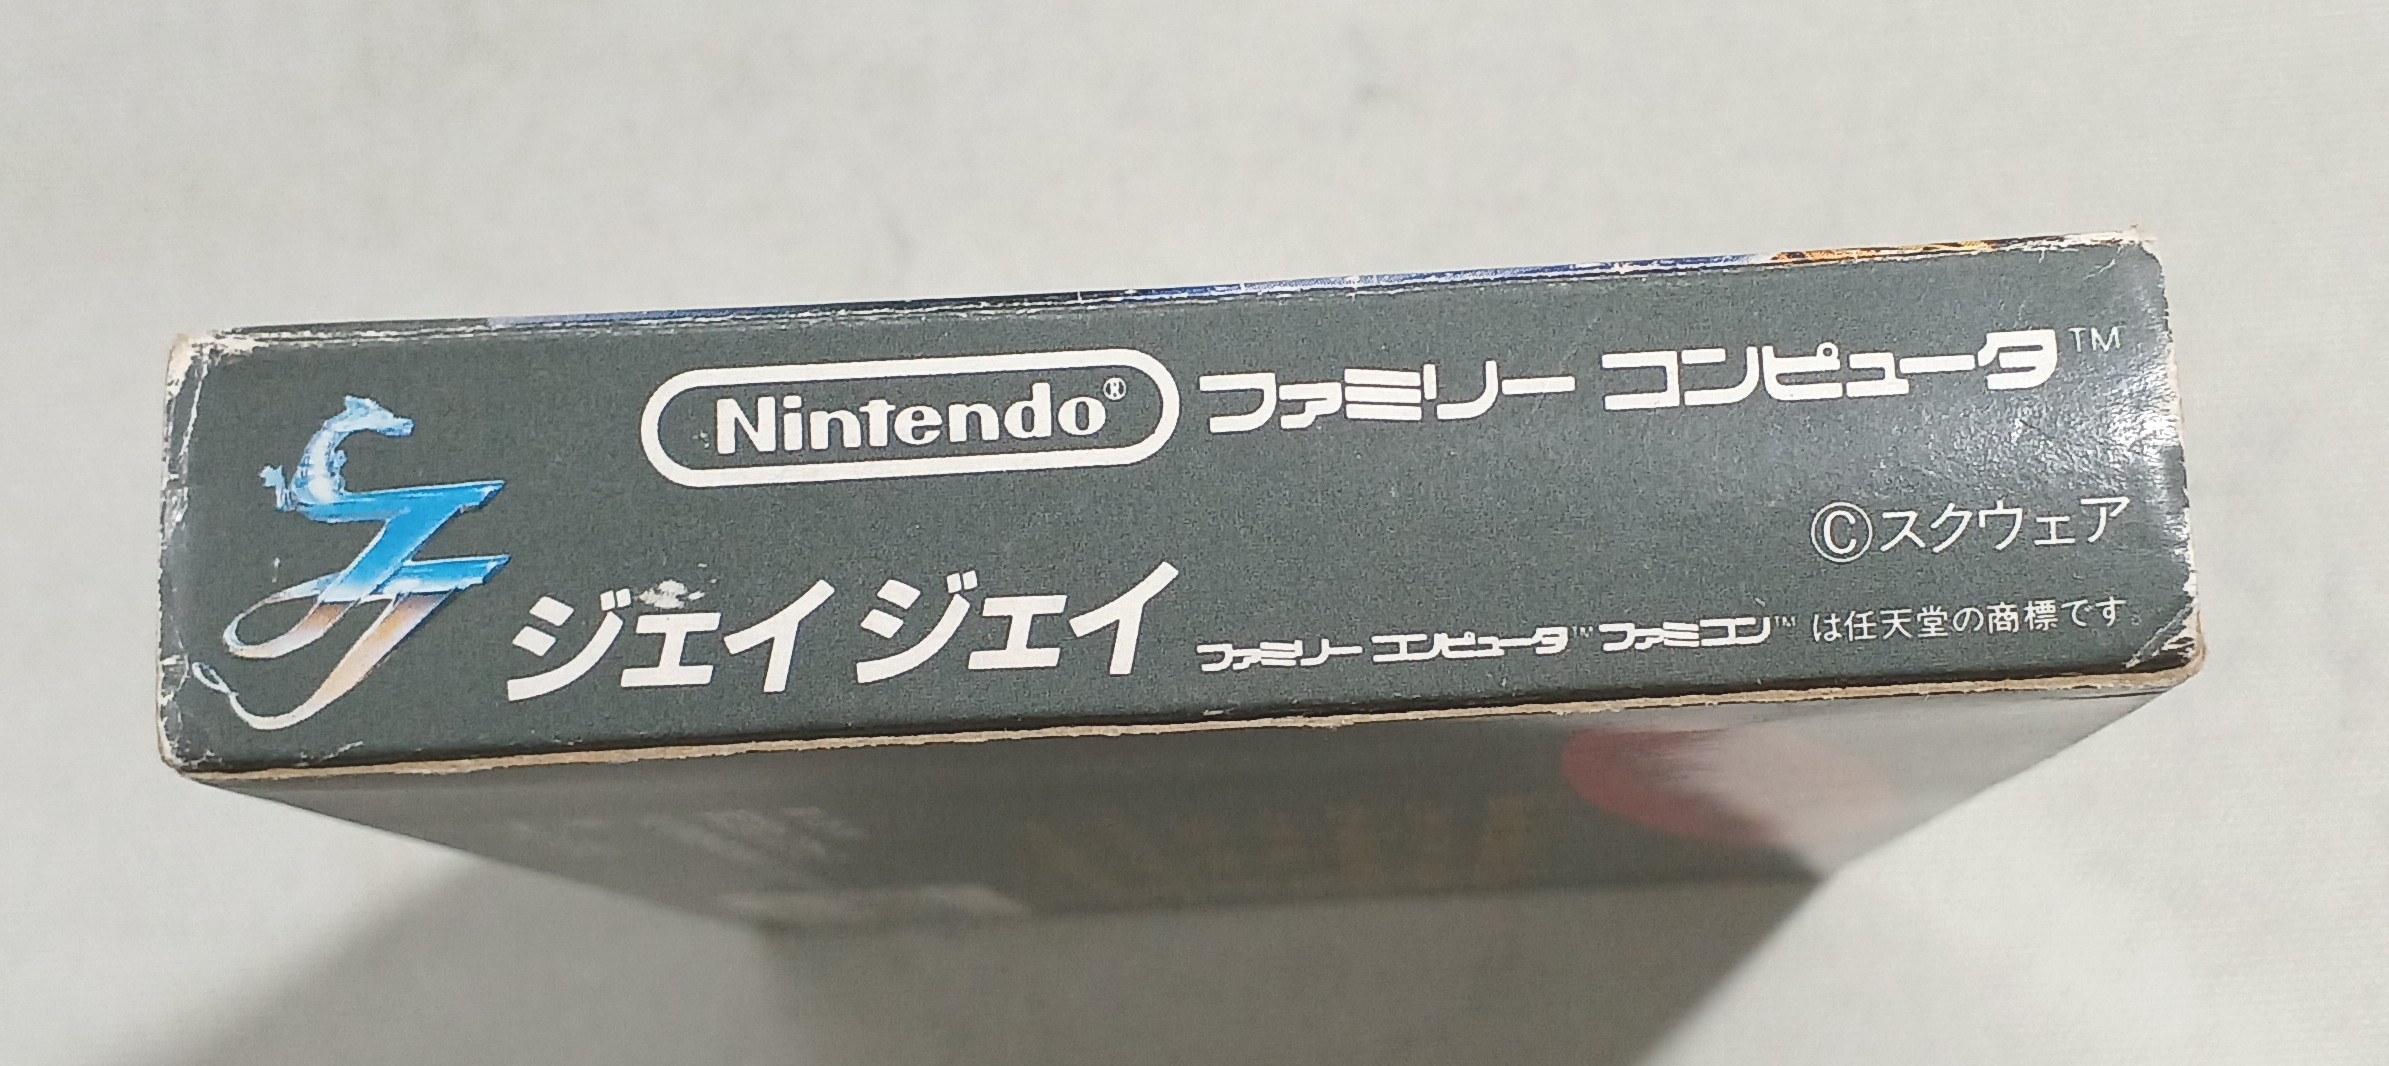 Nintendo® ファミリー コンピュータ™
©スクウェア
JJ
ジェイ ジェイ
ファミリー コンピュータ™ ファミコン™ は任天堂の商標です。